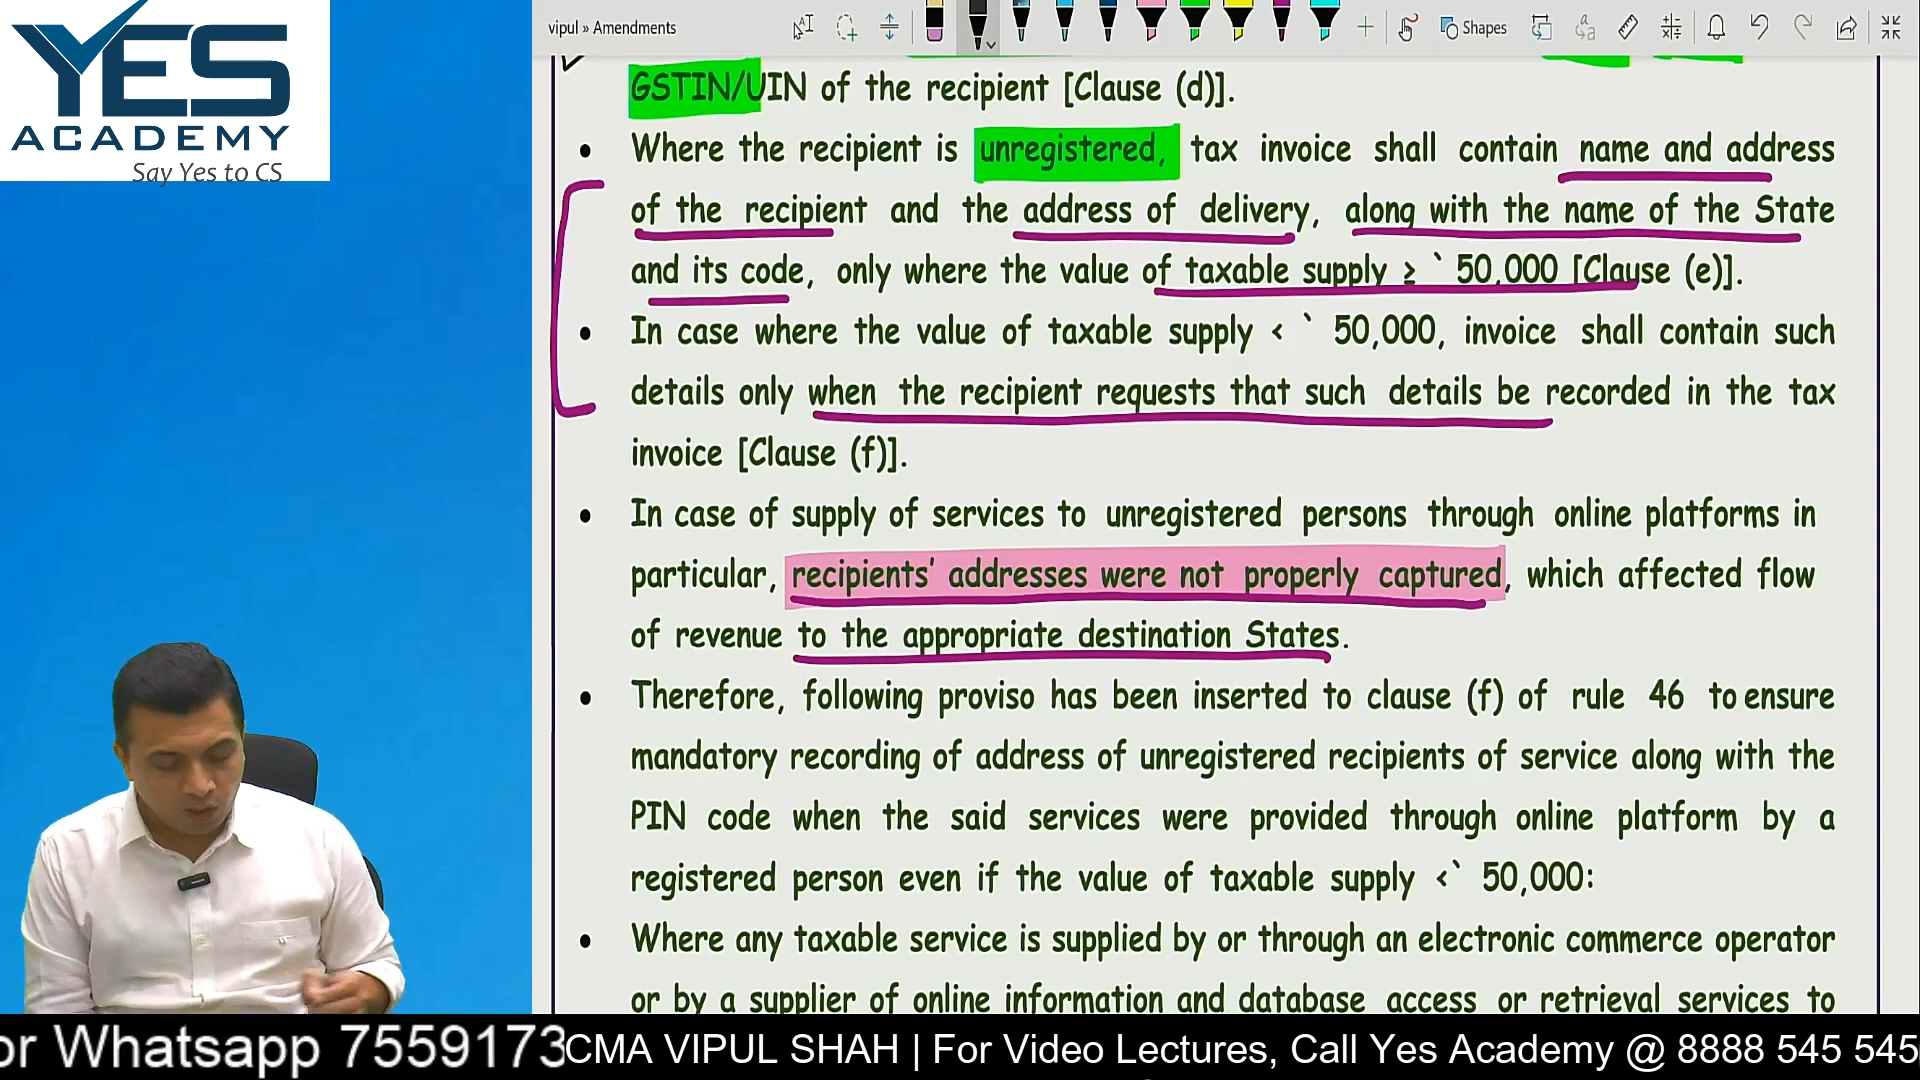 YES
ACADEMY
Say Yes to CS
vipul » Amendments
Shapes
GSTIN/UIN of the recipient [Clause (d)].
• Where the recipient is unregistered, tax invoice shall contain name and address
of the recipient and the address of delivery, along with the name of the State
and its code, only where the value of taxable supply ≥ ` 50,000 [Clause (e)].
• In case where the value of taxable supply < ` 50,000, invoice shall contain such
details only when the recipient requests that such details be recorded in the tax
invoice [Clause (f)].
• In case of supply of services to unregistered persons through online platforms in
particular, recipients’ addresses were not properly captured, which affected flow
of revenue to the appropriate destination States.
• Therefore, following proviso has been inserted to clause (f) of rule 46 to ensure
mandatory recording of address of unregistered recipients of service along with the
PIN code when the said services were provided through online platform by a
registered person even if the value of taxable supply <` 50,000:
• Where any taxable service is supplied by or through an electronic commerce operator
or by a supplier of online information and database access or retrieval services to
or Whatsapp 7559173
CMA VIPUL SHAH | For Video Lectures, Call Yes Academy @ 8888 545 545